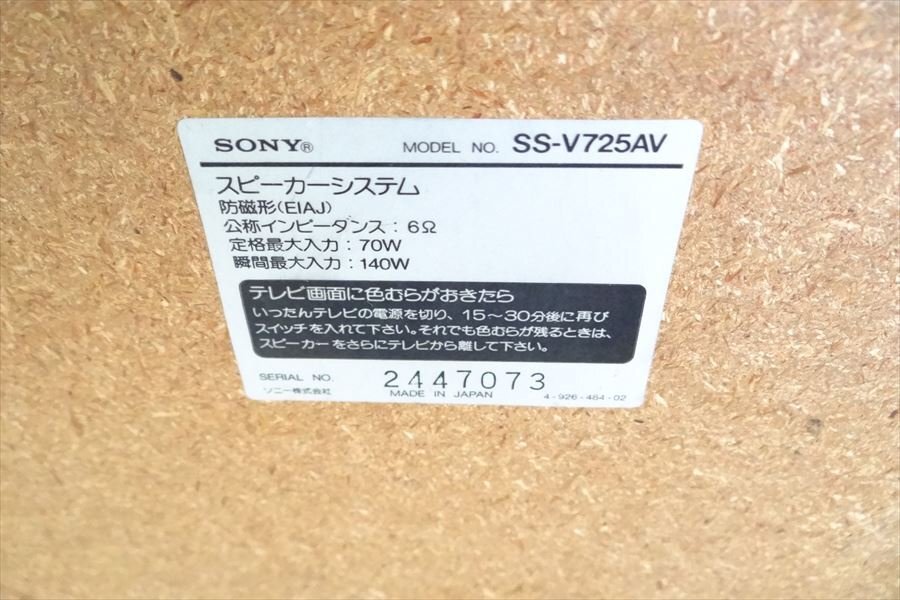 SONY® MODEL NO. SS-V725AV
スピーカーシステム
防磁形(EIAJ)
公称インピーダンス：6Ω
定格最大入力：70W
瞬間最大入力：140W
テレビ画面に色むらがおきたら
いったんテレビの電源を切り、15〜30分後に再び
スイッチを入れて下さい。それでも色むらが残るときは、
スピーカーをさらにテレビから離して下さい。
SERIAL NO. 2447073
ソニー株式会社 MADE IN JAPAN 4-926-464-02